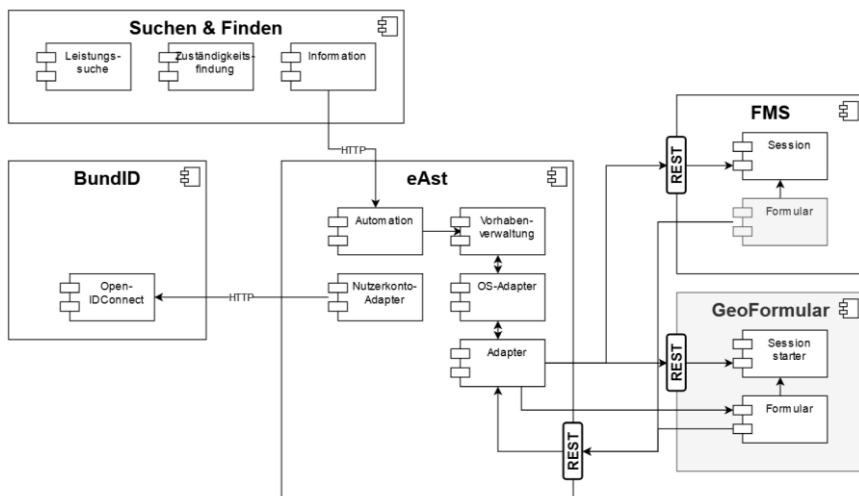 Suchen & Finden
Leistungs-
suche
Zuständigkeits-
findung
Information
HTTP
BundID
Open-
IDConnect
HTTP
eAst
Automation
Vorhaben-
verwaltung
Nutzerkonto-
Adapter
OS-Adapter
Adapter
REST
FMS
REST
Session
Formular
GeoFormular
REST
Session
starter
Formular